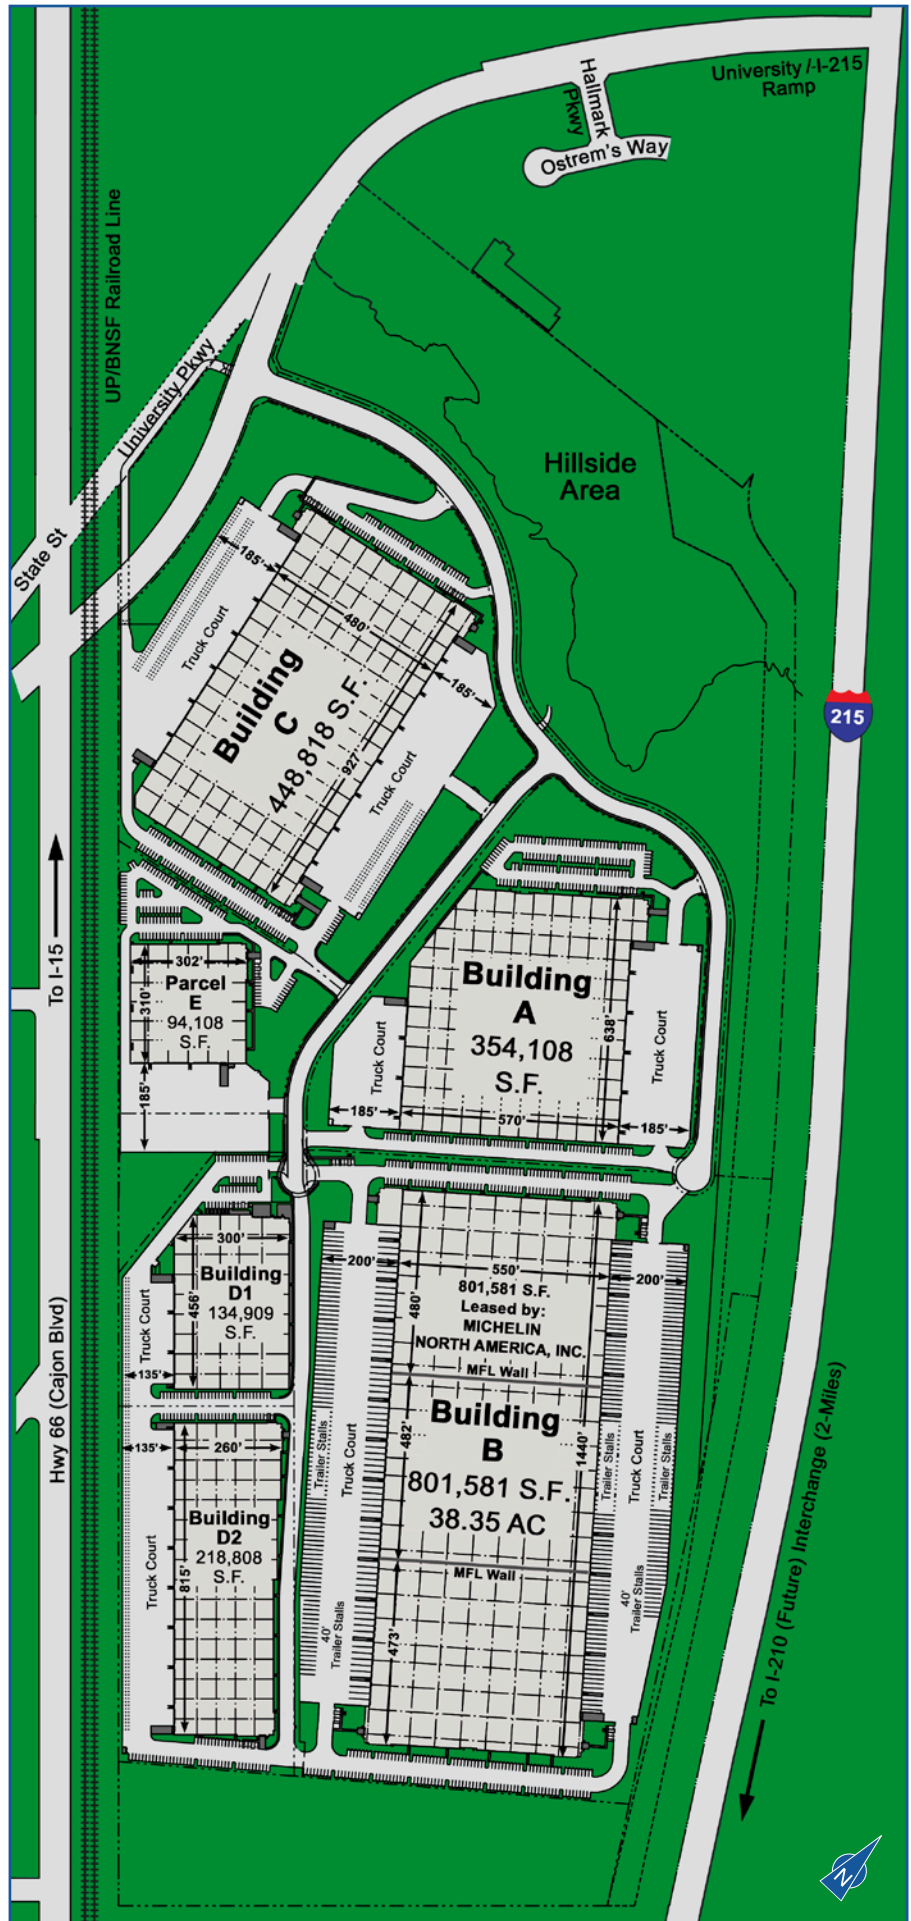 University / I-215
Ramp
Hallmark
Pkwy
Ostrem's Way
UP/BNSF Railroad Line
University Pkwy
State St
Hillside
Area
185'
480'
Truck Court
Building
C
448,818 S.F.
927'
185'
Truck Court
215
To I-15
302'
Parcel
E
94,108
S.F.
310'
185'
Building
A
354,108
S.F.
638'
Truck Court
Truck Court
185'
570'
185'
300'
Building
D1
134,909
S.F.
456'
Truck Court
135'
200'
550'
200'
801,581 S.F.
Leased by:
MICHELIN
NORTH AMERICA, INC.
480'
MFL Wall
Building
B
801,581 S.F.
38.35 AC
482'
1440'
MFL Wall
473'
Trailer Stalls
Truck Court
40'
Trailer Stalls
Trailer Stalls
Truck Court
Trailer Stalls
40'
Trailer Stalls
135'
260'
Building
D2
218,808
S.F.
815'
Truck Court
Hwy 66 (Cajon Blvd)
To I-210 (Future) Interchange (2-Miles)
N